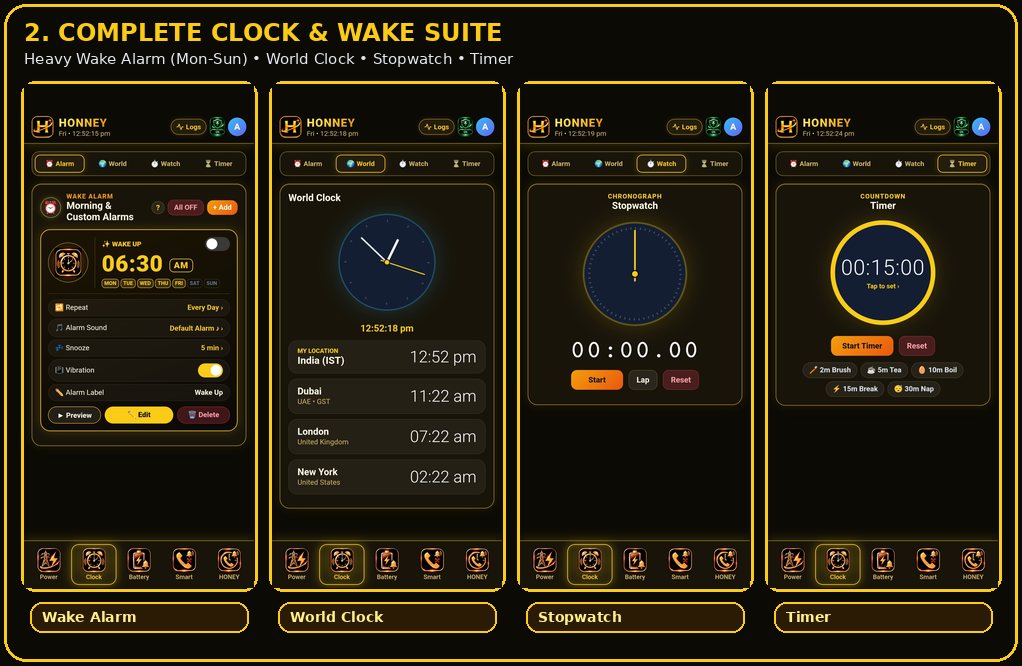 2. COMPLETE CLOCK & WAKE SUITE
Heavy Wake Alarm (Mon-Sun) • World Clock • Stopwatch • Timer
HONNEY
Fri • 12:52:15 pm
Logs
A
Alarm
World
Watch
Timer
WAKE ALARM
Morning &
Custom Alarms
?
All OFF
+ Add
WAKE UP
06:30 AM
MON TUE WED THU FRI SAT SUN
Repeat
Every Day ›
Alarm Sound
Default Alarm ♪ ›
Snooze
5 min ›
Vibration
Alarm Label
Wake Up
Preview
Edit
Delete
Power
Clock
Battery
Smart
HONEY
Wake Alarm
HONNEY
Fri • 12:52:18 pm
Logs
A
Alarm
World
Watch
Timer
World Clock
12:52:18 pm
MY LOCATION
India (IST)
12:52 pm
Dubai
UAE • GST
11:22 am
London
United Kingdom
07:22 am
New York
United States
02:22 am
Power
Clock
Battery
Smart
HONEY
World Clock
HONNEY
Fri • 12:52:19 pm
Logs
A
Alarm
World
Watch
Timer
CHRONOGRAPH
Stopwatch
00:00.00
Start
Lap
Reset
Power
Clock
Battery
Smart
HONEY
Stopwatch
HONNEY
Fri • 12:52:24 pm
Logs
A
Alarm
World
Watch
Timer
COUNTDOWN
Timer
00:15:00
Tap to set ›
Start Timer
Reset
2m Brush
5m Tea
10m Boil
15m Break
30m Nap
Power
Clock
Battery
Smart
HONEY
Timer